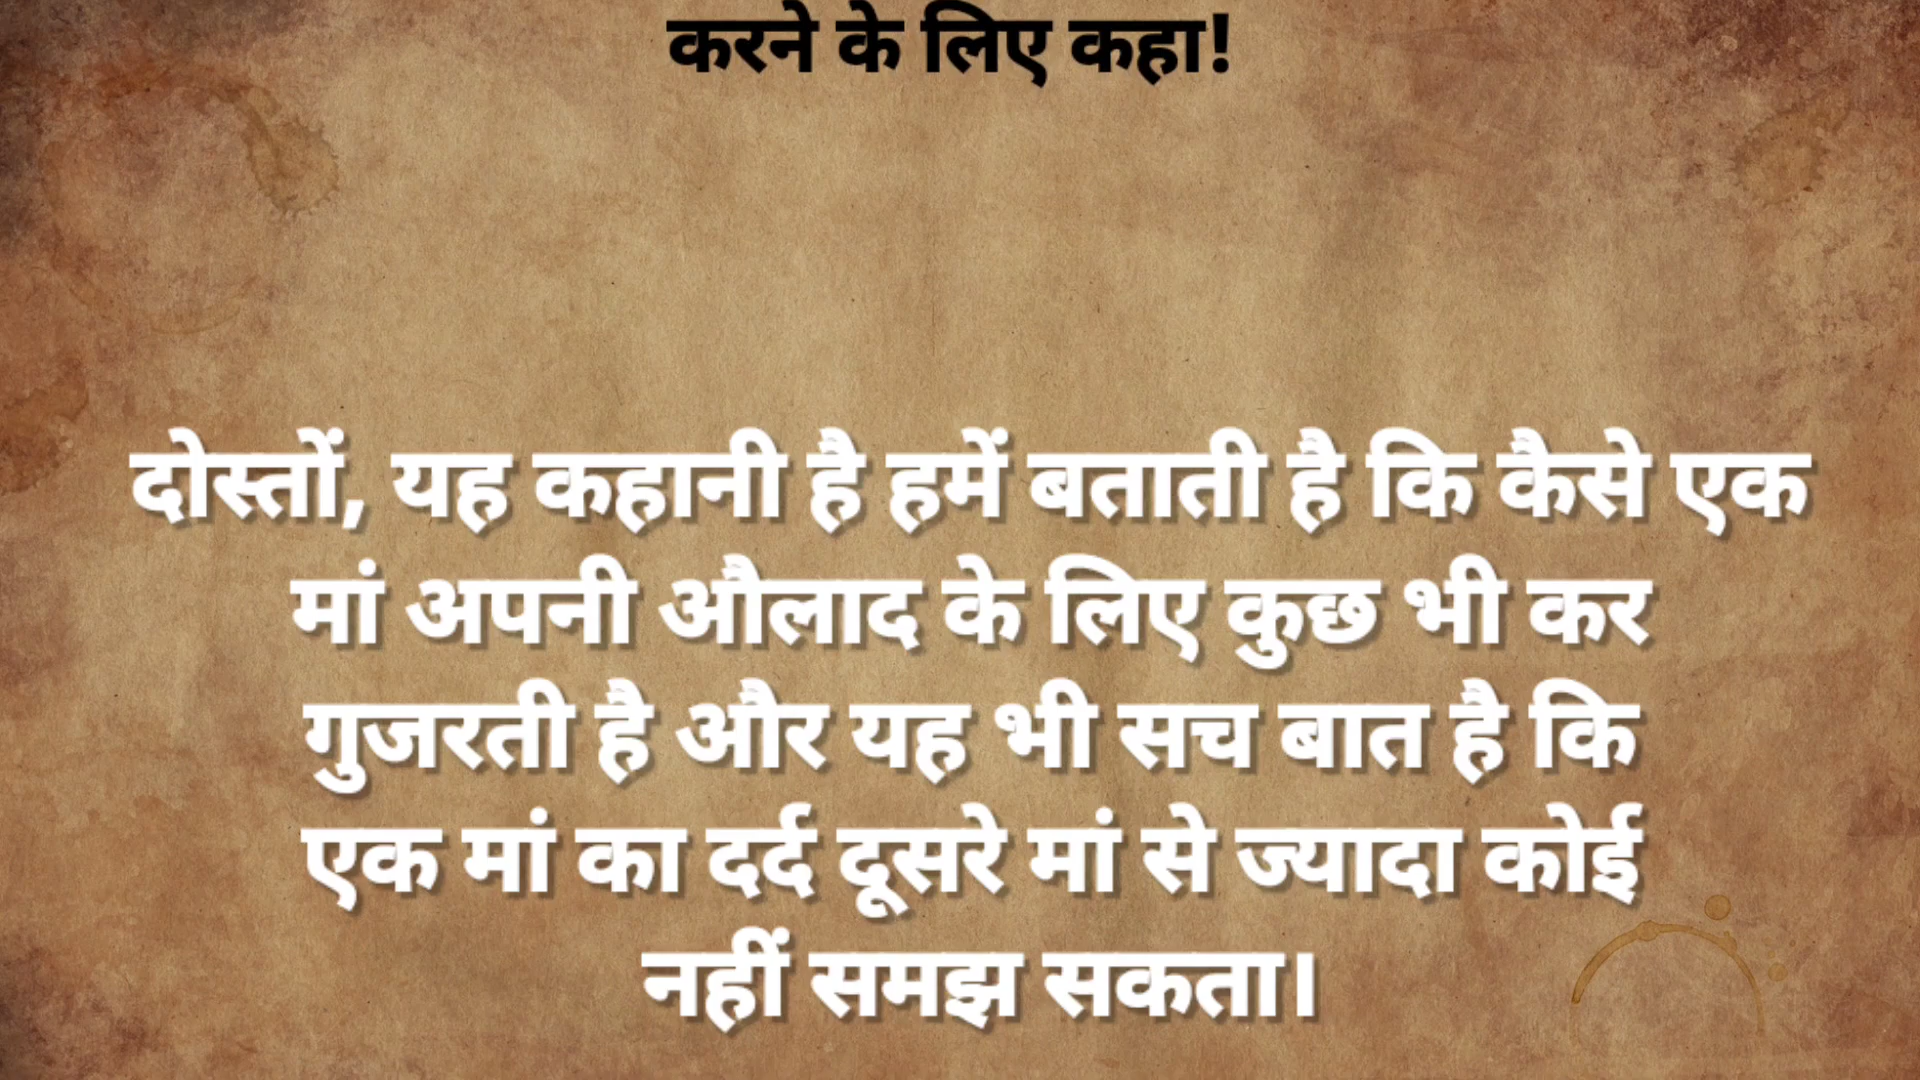 करने के लिए कहा!
दोस्तों, यह कहानी है हमें बताती है कि कैसे एक
मां अपनी औलाद के लिए कुछ भी कर
गुजरती है और यह भी सच बात है कि
एक मां का दर्द दूसरे मां से ज्यादा कोई
नहीं समझ सकता।